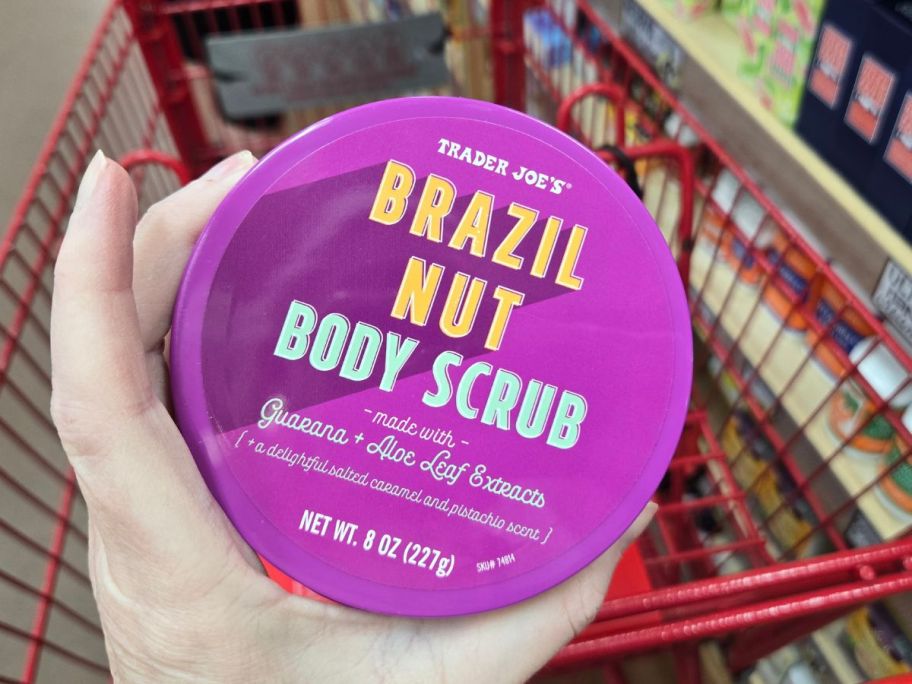 TRADER JOE'S®
BRAZIL
NUT
BODY SCRUB
- made with -
Guarana + Aloe Leaf Extracts
{ + a delightful salted caramel and pistachio scent }
NET WT. 8 OZ (227g)
SKU# 74814